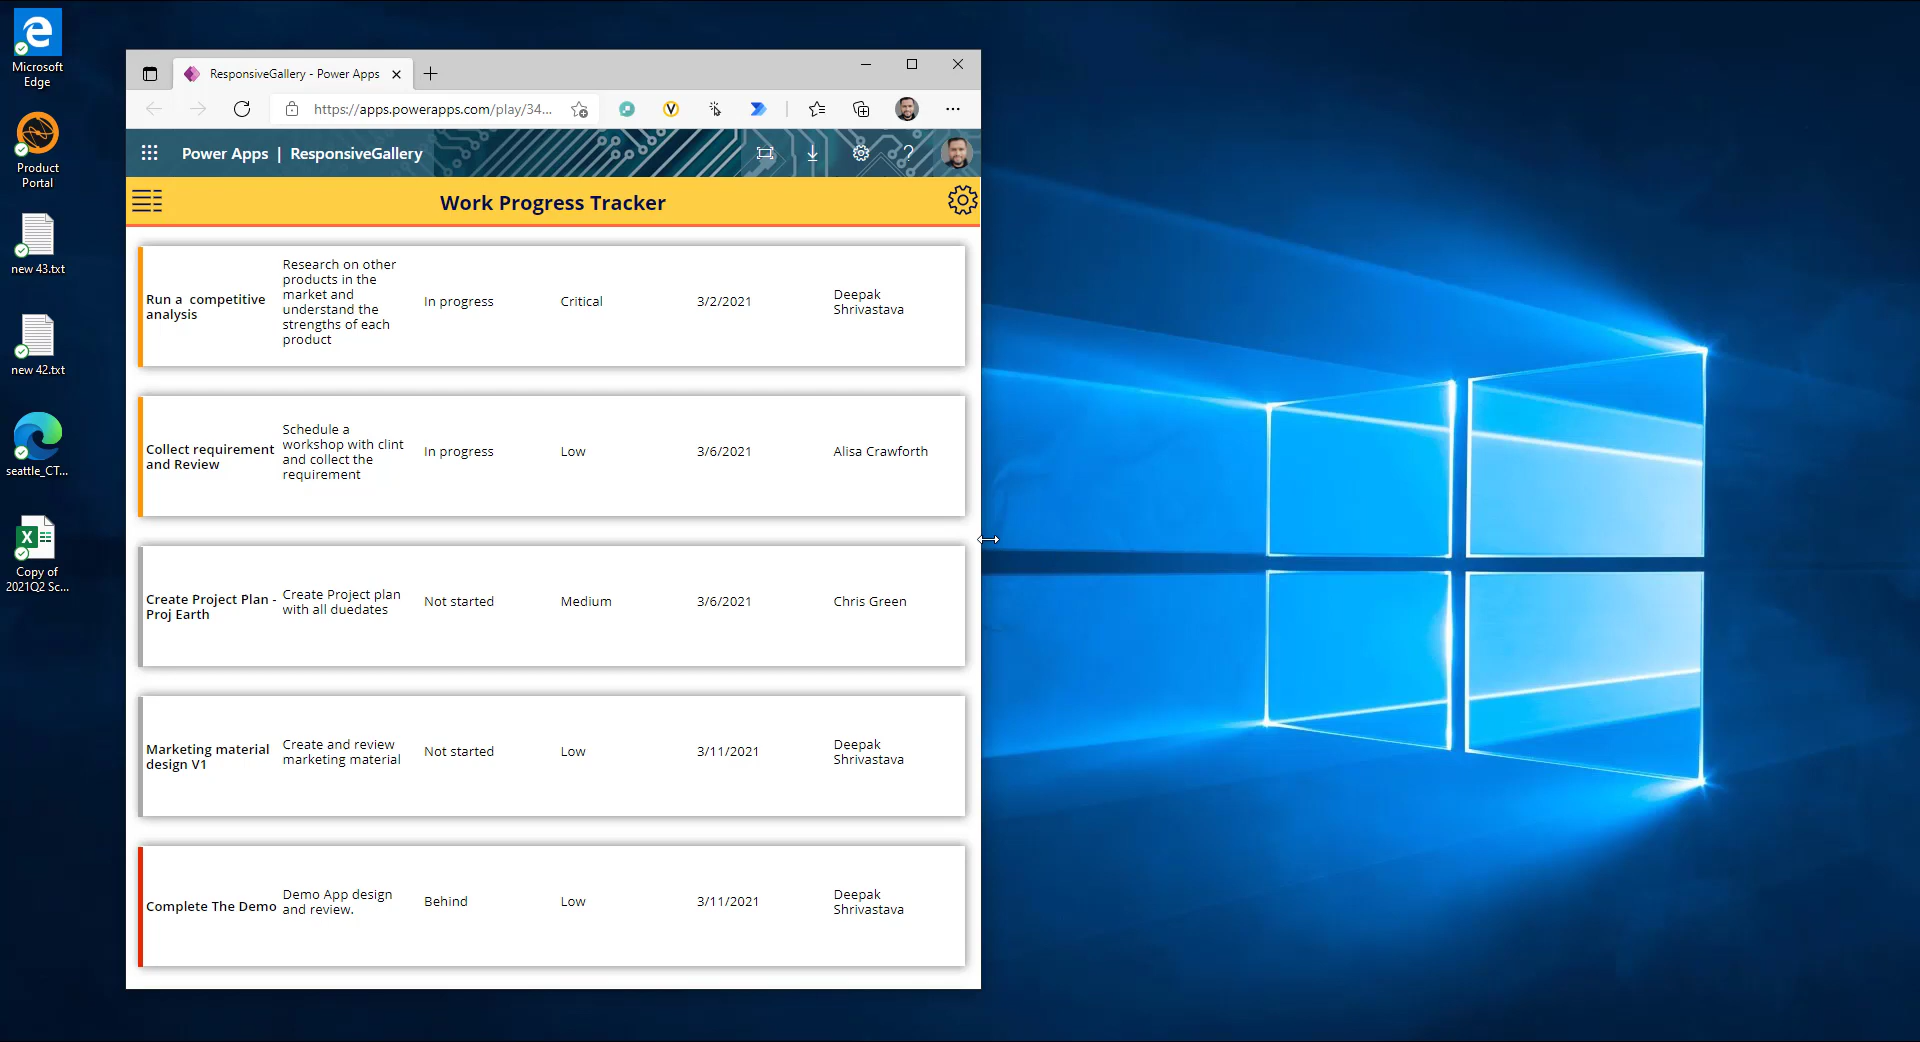 Microsoft
Edge
Product
Portal
new 43.txt
new 42.txt
seattle_CT...
Copy of
2021Q2 Sc...
ResponsiveGallery - Power Apps
https://apps.powerapps.com/play/34...
Power Apps | ResponsiveGallery
Work Progress Tracker
Run a competitive
analysis
Research on other
products in the
market and
understand the
strengths of each
product
In progress
Critical
3/2/2021
Deepak
Shrivastava
Collect requirement
and Review
Schedule a
workshop with clint
and collect the
requirement
In progress
Low
3/6/2021
Alisa Crawforth
Create Project Plan -
Proj Earth
Create Project plan
with all duedates
Not started
Medium
3/6/2021
Chris Green
Marketing material
design V1
Create and review
marketing material
Not started
Low
3/11/2021
Deepak
Shrivastava
Complete The Demo
Demo App design
and review.
Behind
Low
3/11/2021
Deepak
Shrivastava